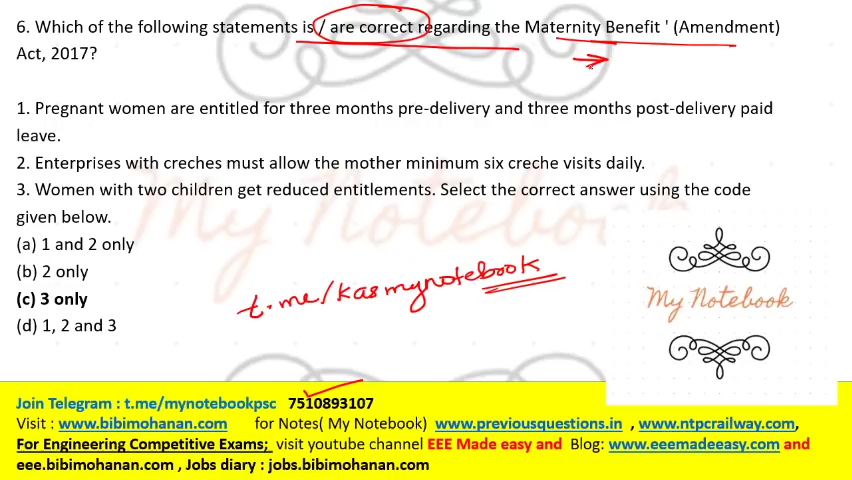 6. Which of the following statements is / are correct regarding the Maternity Benefit ' (Amendment)
Act, 2017?
1. Pregnant women are entitled for three months pre-delivery and three months post-delivery paid
leave.
2. Enterprises with creches must allow the mother minimum six creche visits daily.
3. Women with two children get reduced entitlements. Select the correct answer using the code
given below.
(a) 1 and 2 only
(b) 2 only
(c) 3 only
(d) 1, 2 and 3
My Notebook
t.me/kasmynotebook
My Notebook
Join Telegram : t.me/mynotebookpsc 7510893107
Visit : www.bibimohanan.com for Notes( My Notebook) www.previousquestions.in , www.ntpcrailway.com,
For Engineering Competitive Exams; visit youtube channel EEE Made easy and Blog: www.eeemadeeasy.com and
eee.bibimohanan.com , Jobs diary : jobs.bibimohanan.com